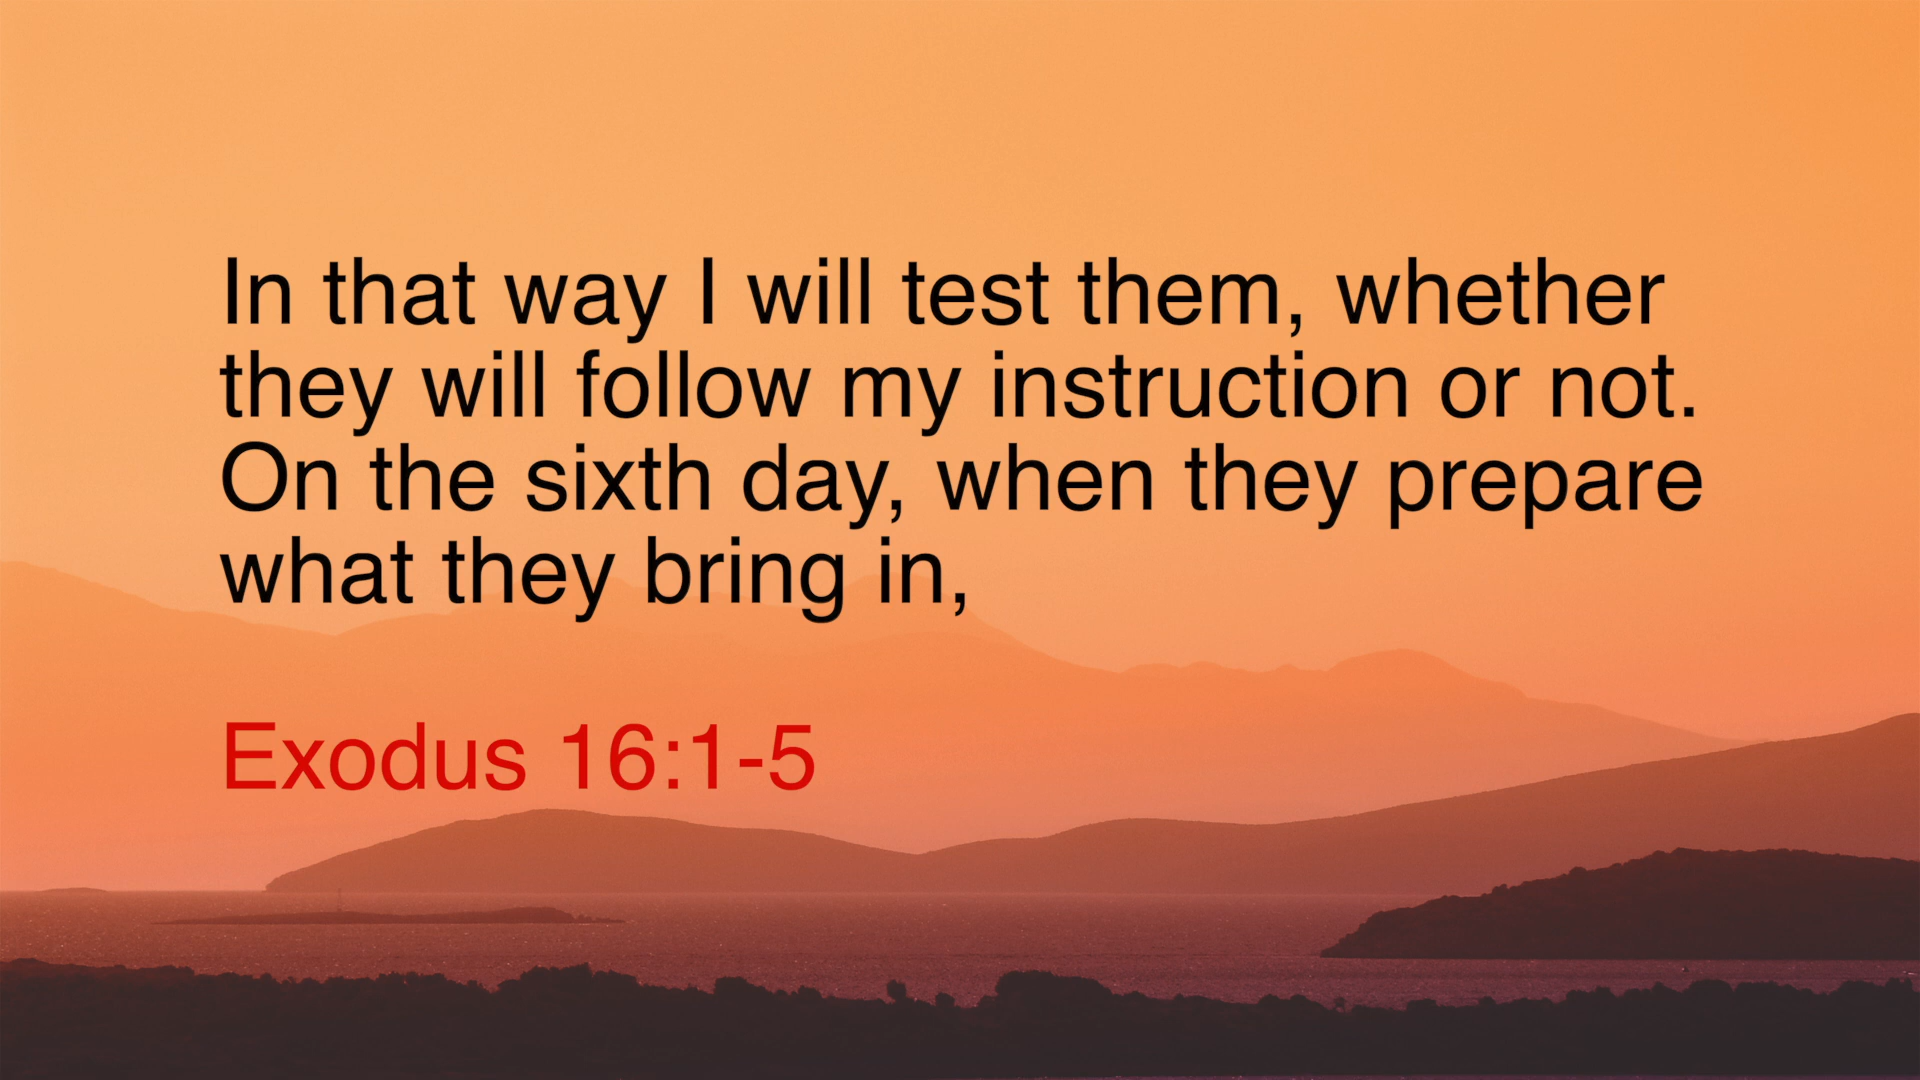 In that way I will test them, whether
they will follow my instruction or not.
On the sixth day, when they prepare
what they bring in,
Exodus 16:1-5